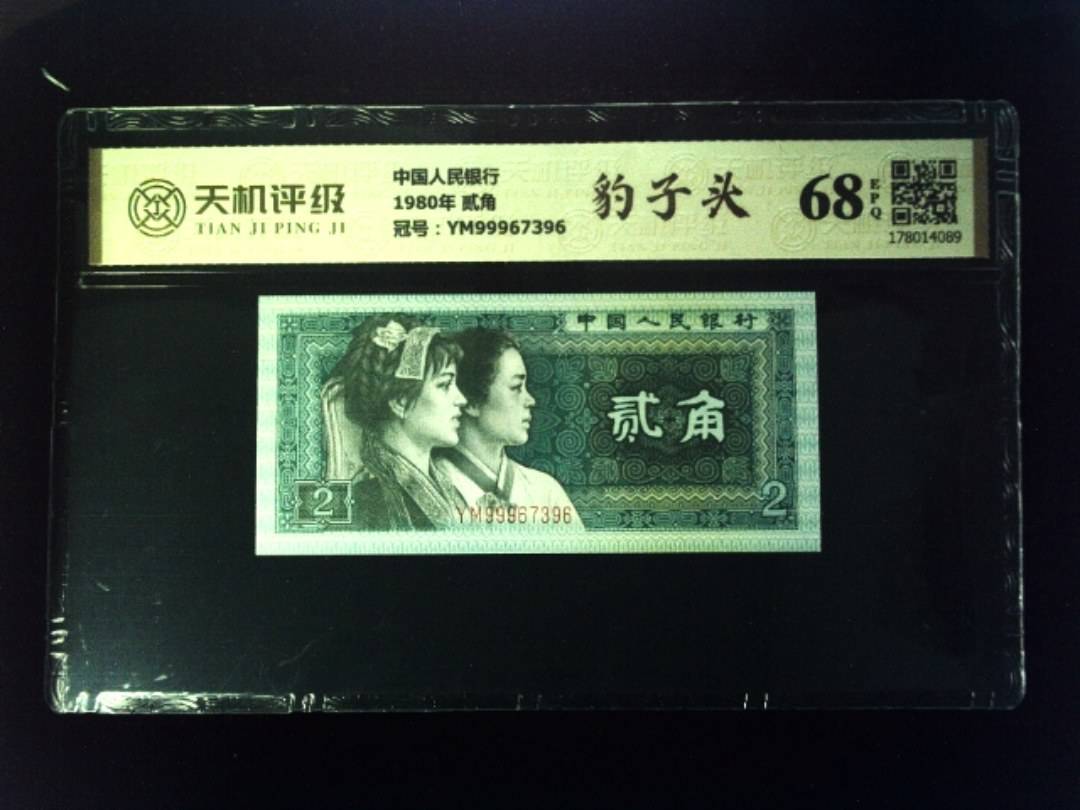 天机评级
TIAN JI PING JI
中国人民银行
1980年 贰角
冠号：YM99967396
豹子头
68
EPQ
178014089
中国人民银行
贰角
2
YM99967396
2